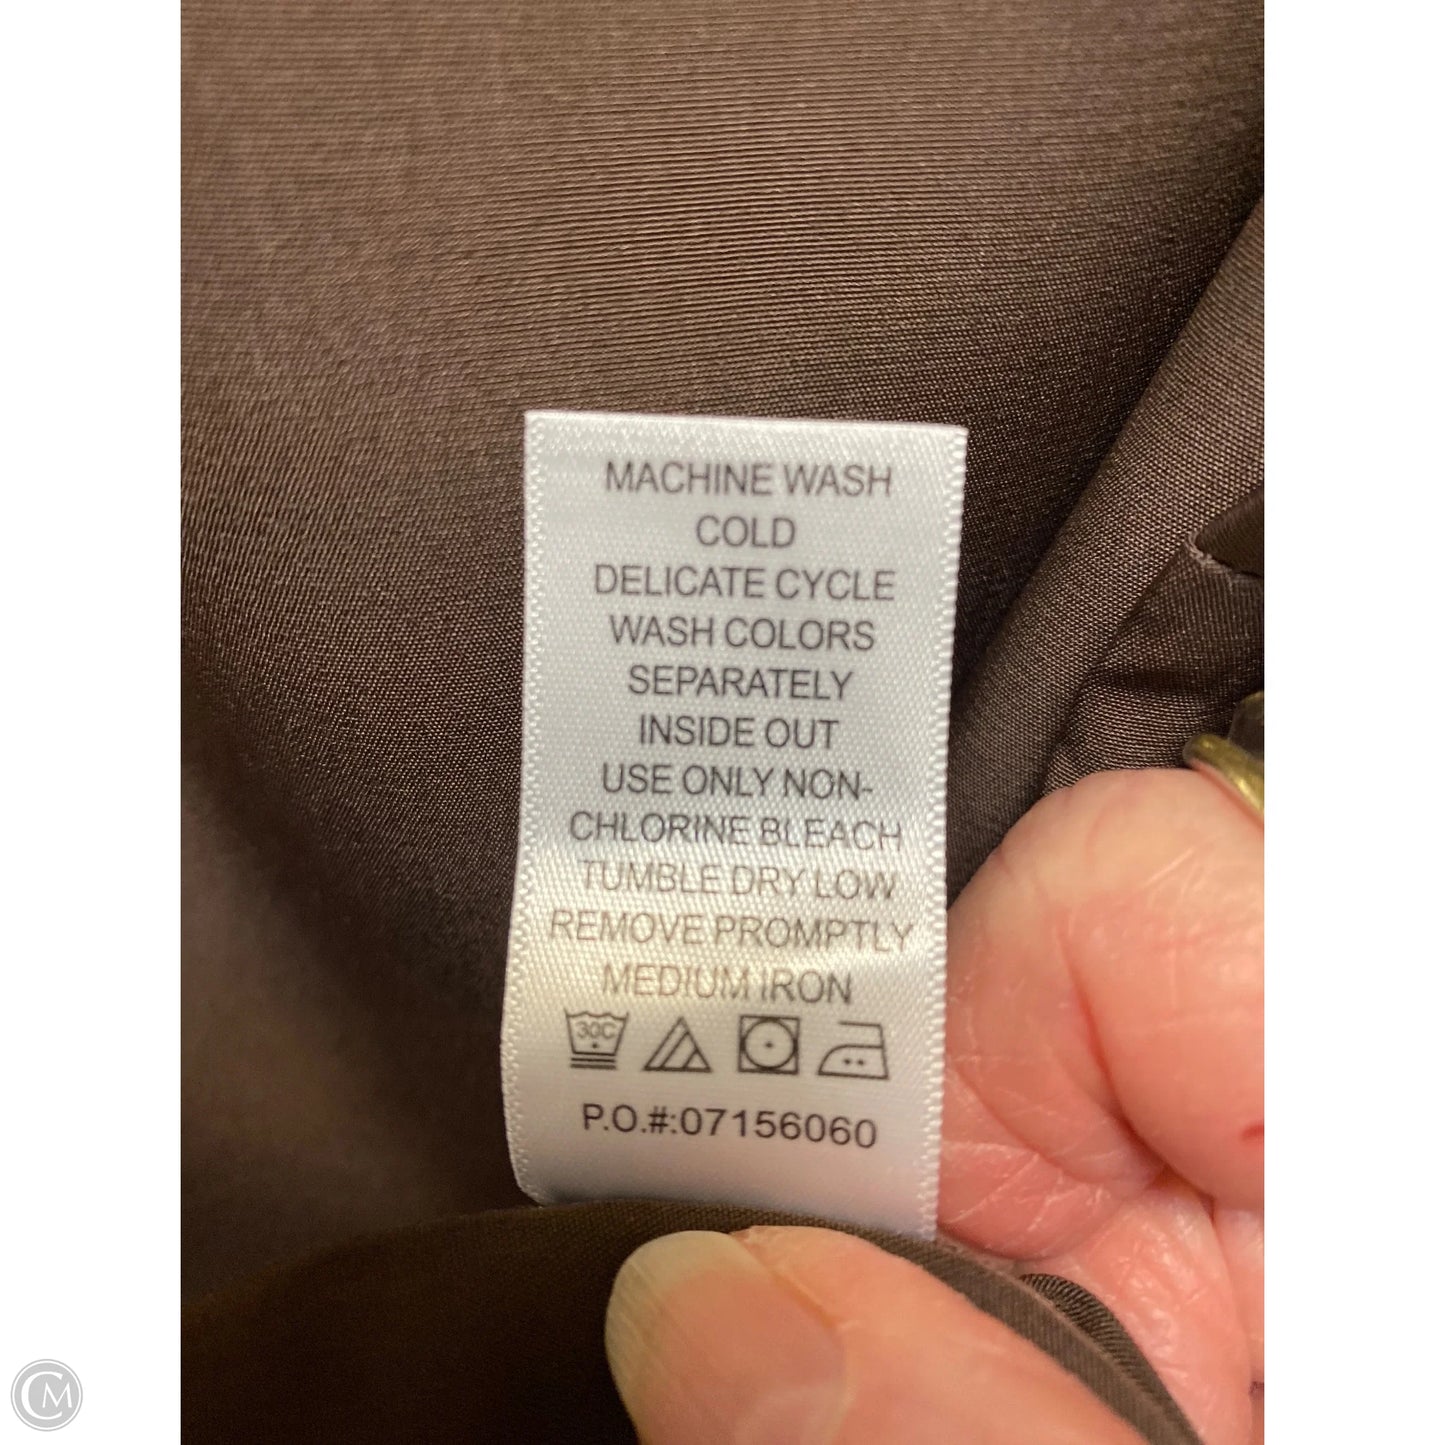 MACHINE WASH
COLD
DELICATE CYCLE
WASH COLORS
SEPARATELY
INSIDE OUT
USE ONLY NON-
CHLORINE BLEACH
TUMBLE DRY LOW
REMOVE PROMPTLY
MEDIUM IRON
30C
P.O.#:07156060
CM